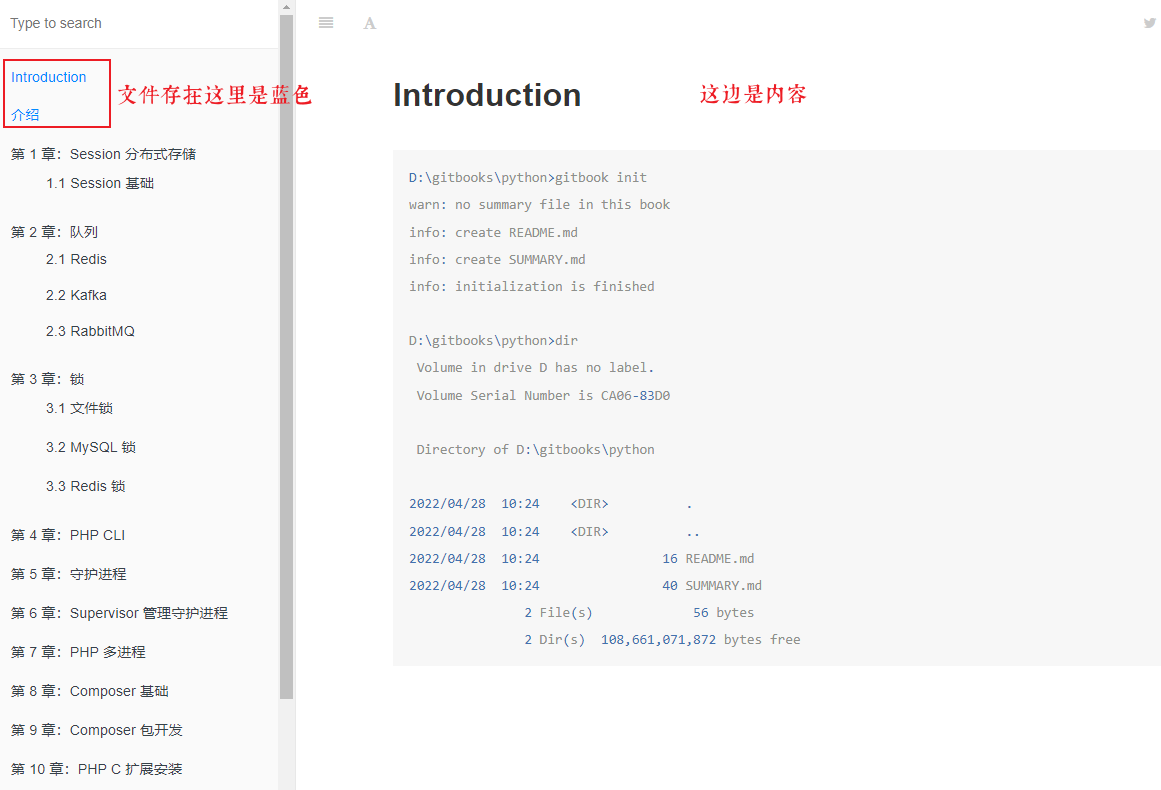 Type to search
A
Introduction
介绍
文件存在这里是蓝色
第 1 章：Session 分布式存储
1.1 Session 基础
第 2 章：队列
2.1 Redis
2.2 Kafka
2.3 RabbitMQ
第 3 章：锁
3.1 文件锁
3.2 MySQL 锁
3.3 Redis 锁
第 4 章：PHP CLI
第 5 章：守护进程
第 6 章：Supervisor 管理守护进程
第 7 章：PHP 多进程
第 8 章：Composer 基础
第 9 章：Composer 包开发
第 10 章：PHP C 扩展安装
Introduction
这边是内容
D:\gitbooks\python>gitbook init
warn: no summary file in this book
info: create README.md
info: create SUMMARY.md
info: initialization is finished
D:\gitbooks\python>dir
Volume in drive D has no label.
Volume Serial Number is CA06-83D0
Directory of D:\gitbooks\python
2022/04/28  10:24    <DIR>          .
2022/04/28  10:24    <DIR>          ..
2022/04/28  10:24                16 README.md
2022/04/28  10:24                40 SUMMARY.md
2 File(s)             56 bytes
2 Dir(s)  108,661,071,872 bytes free